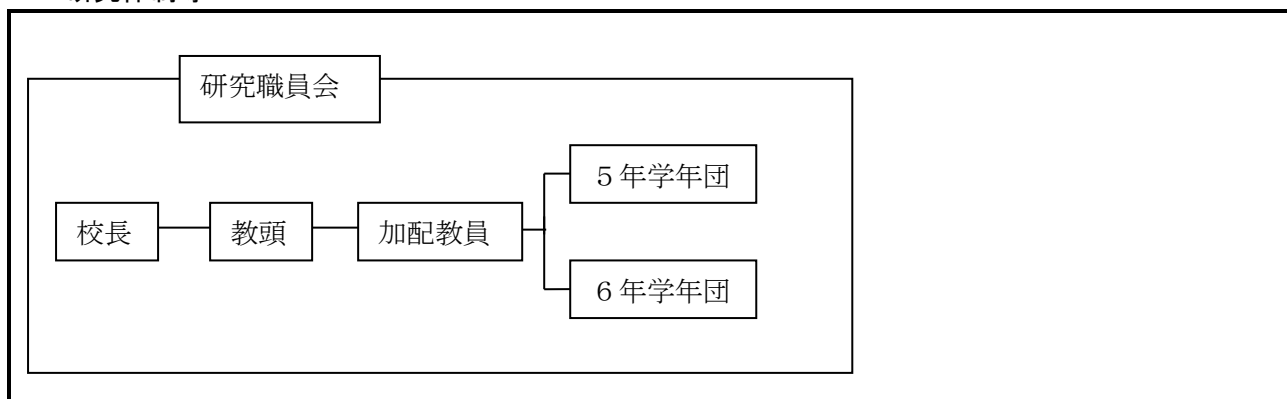 研究職員会
5年学年団
校長
教頭
加配教員
6年学年団